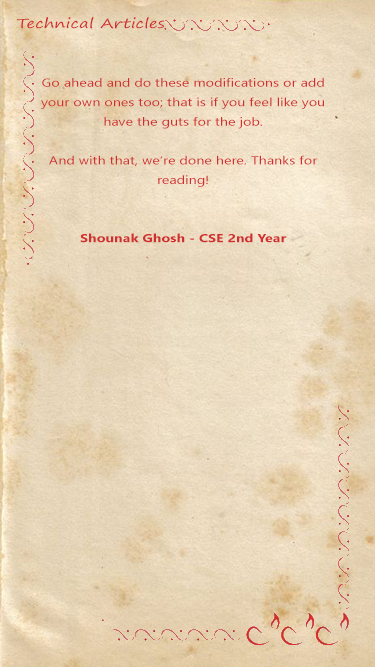 Technical Articles
Go ahead and do these modifications or add
your own ones too; that is if you feel like you
have the guts for the job.
And with that, we’re done here. Thanks for
reading!
Shounak Ghosh - CSE 2nd Year